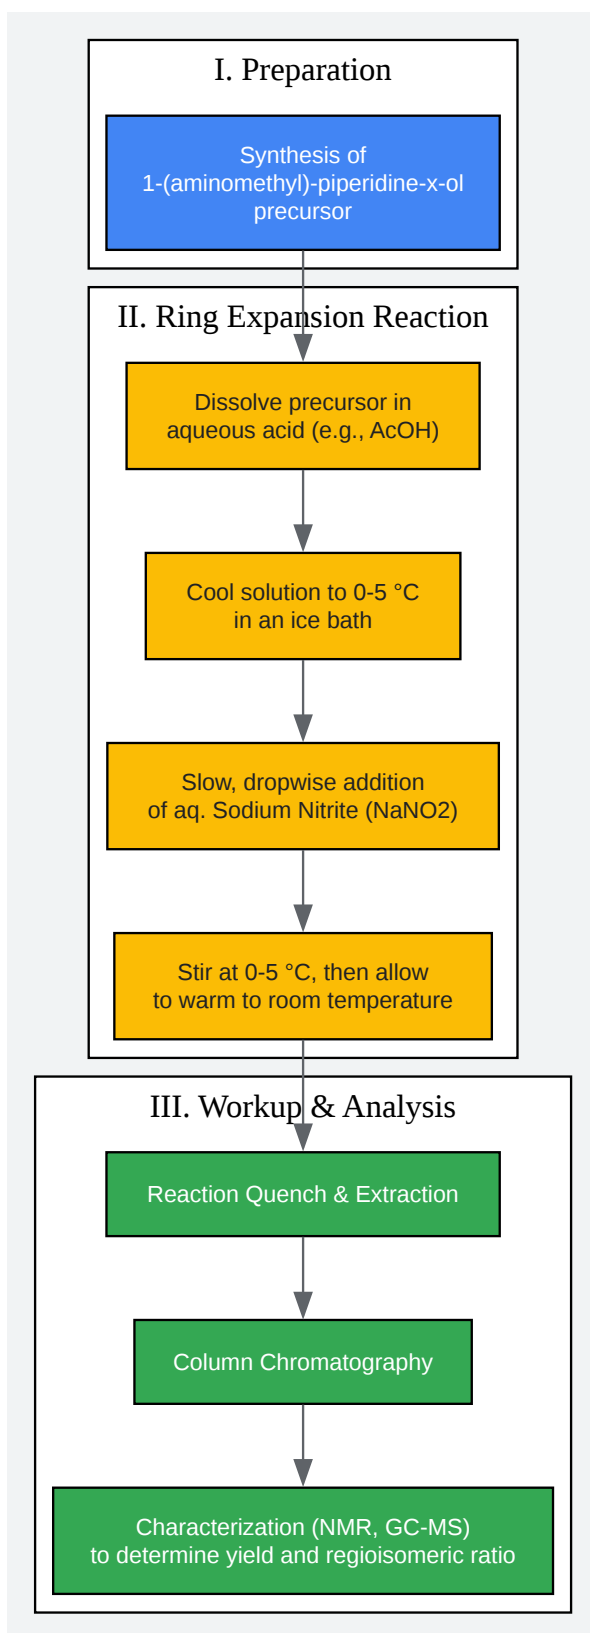 I. Preparation
Synthesis of
1-(aminomethyl)-piperidine-x-ol
precursor
II. Ring Expansion Reaction
Dissolve precursor in
aqueous acid (e.g., AcOH)
Cool solution to 0-5 °C
in an ice bath
Slow, dropwise addition
of aq. Sodium Nitrite (NaNO2)
Stir at 0-5 °C, then allow
to warm to room temperature
III. Workup & Analysis
Reaction Quench & Extraction
Column Chromatography
Characterization (NMR, GC-MS)
to determine yield and regioisomeric ratio